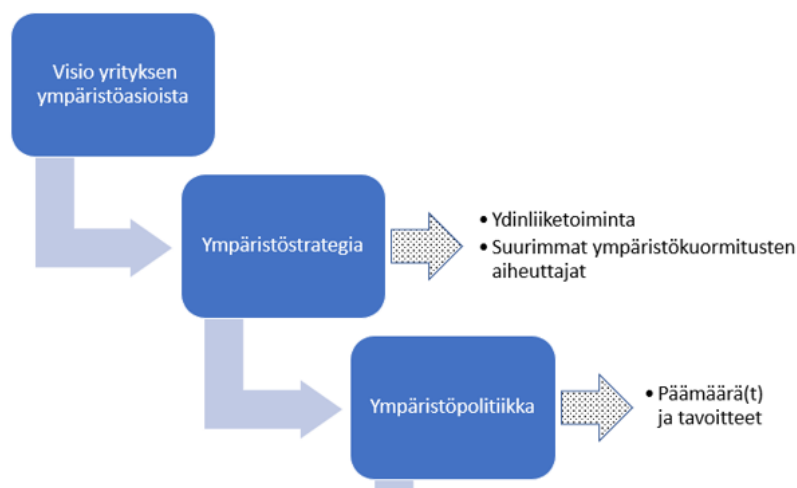 Visio yrityksen
ympäristöasioista
Ympäristöstrategia
• Ydinliiketoiminta
• Suurimmat ympäristökuormitusten
aiheuttajat
Ympäristöpolitiikka
• Päämäärä(t)
ja tavoitteet